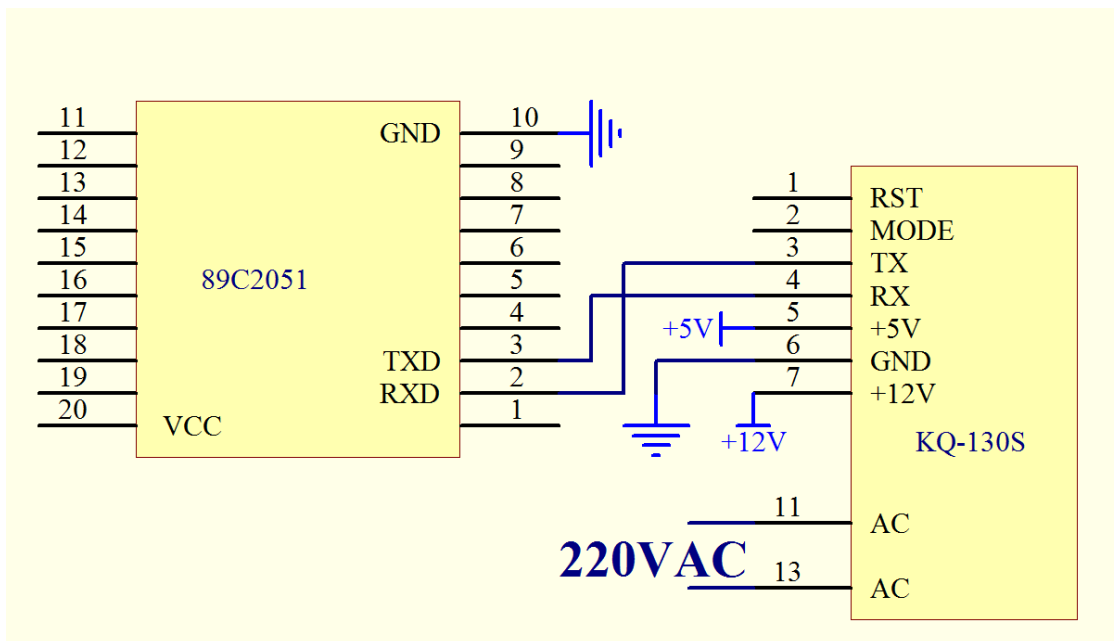 11
12
13
14
15
16
17
18
19
20
GND
89C2051
TXD
RXD
VCC
10
9
8
7
6
5
4
3
2
1
1
2
3
4
5
6
7
11
13
RST
MODE
TX
RX
+5V
GND
+12V
KQ-130S
AC
AC
+5V
+12V
220VAC